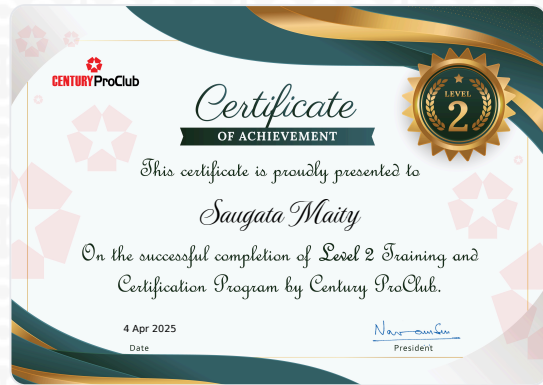 CENTURY ProClub
LEVEL
2
Certificate
OF ACHIEVEMENT
This certificate is proudly presented to
Saugata Maity
On the successful completion of Level 2 Training and
Certification Program by Century ProClub.
4 Apr 2025
Date
President